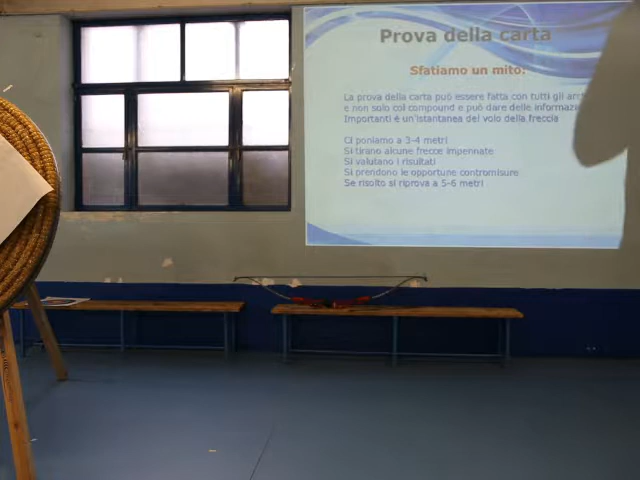 Prova della carta
Sfatiamo un mito:
La prova della carta può essere fatta con tutti gli
e non solo col compound e può dare delle
Importanti è un'istantanea del volo della freccia
Ci poniamo a 3-4 metri
Si tirano alcune frecce impennate
Si valutano i risultati
Si prendono le opportune contromisure
Se risolto si riprova a 5-6 metri